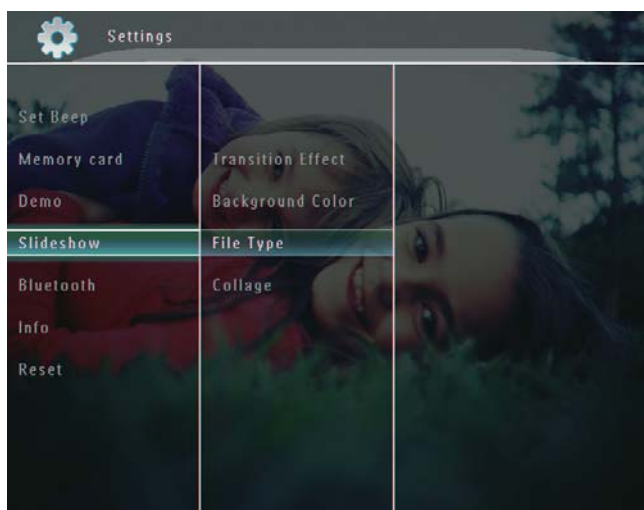 Settings
Set Beep
Memory card
Demo
Slideshow
Bluetooth
Info
Reset
Transition Effect
Background Color
File Type
Collage